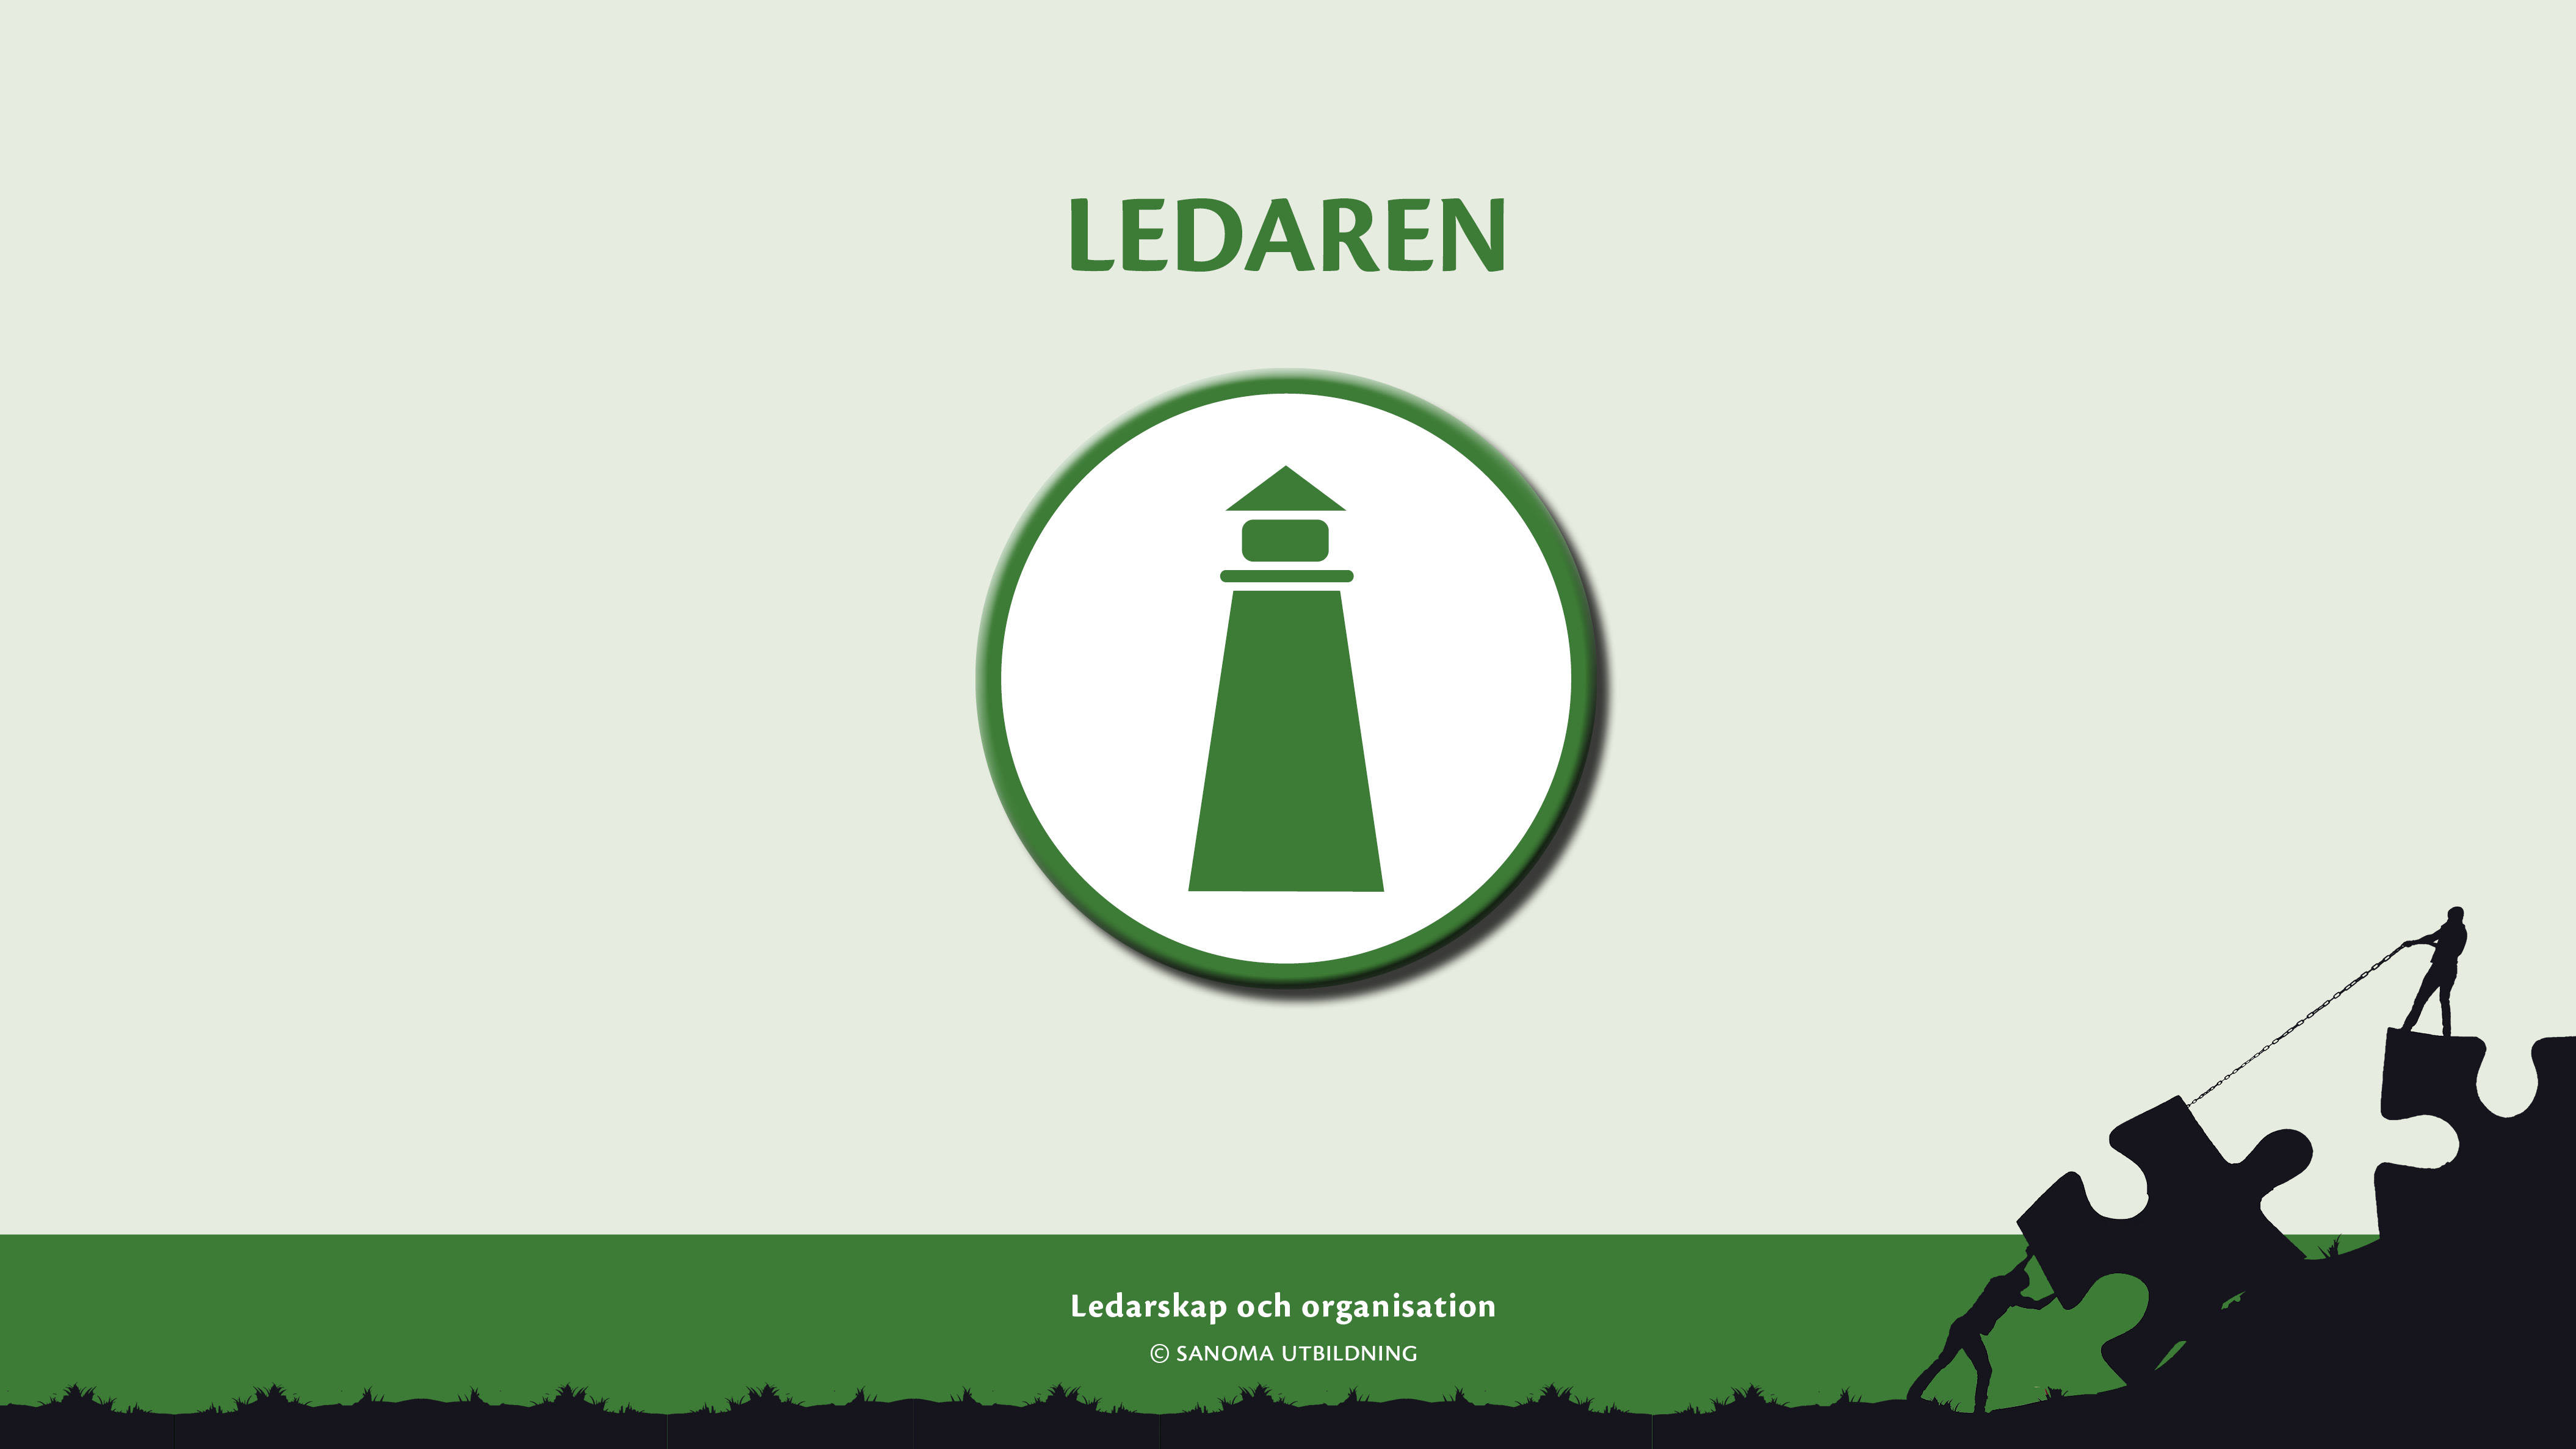 LEDAREN
Ledarskap och organisation
© SANOMA UTBILDNING